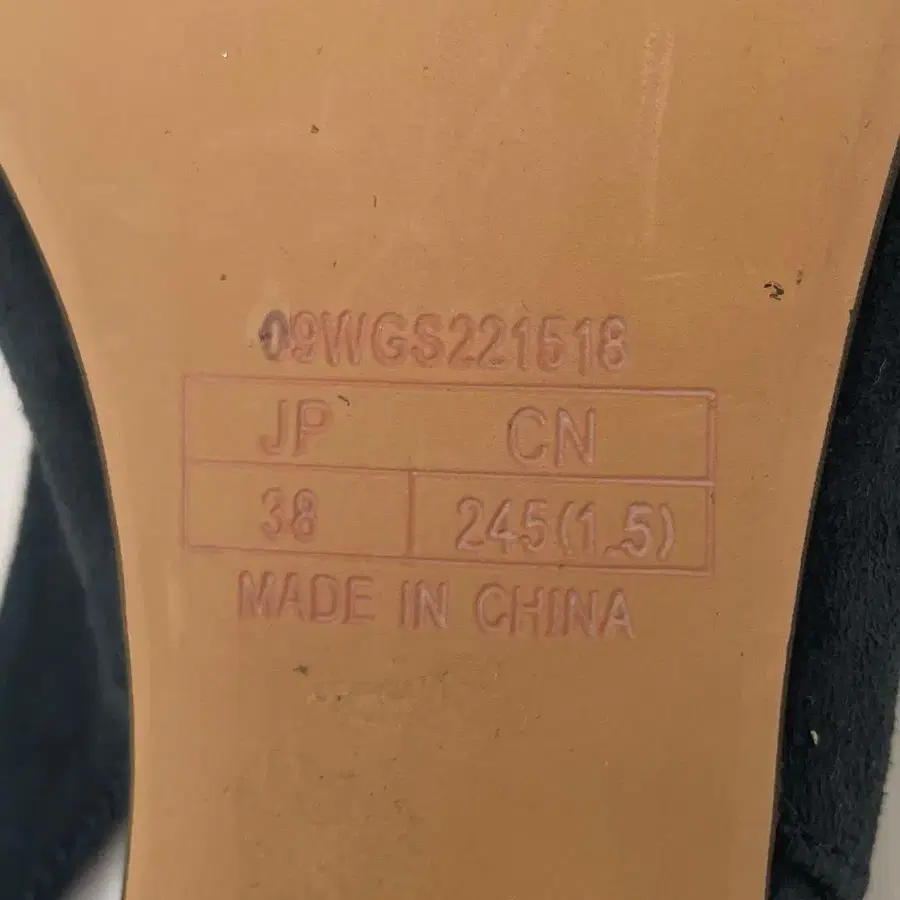 09WGS221518
JP CN
38 245(1.5)
MADE IN CHINA